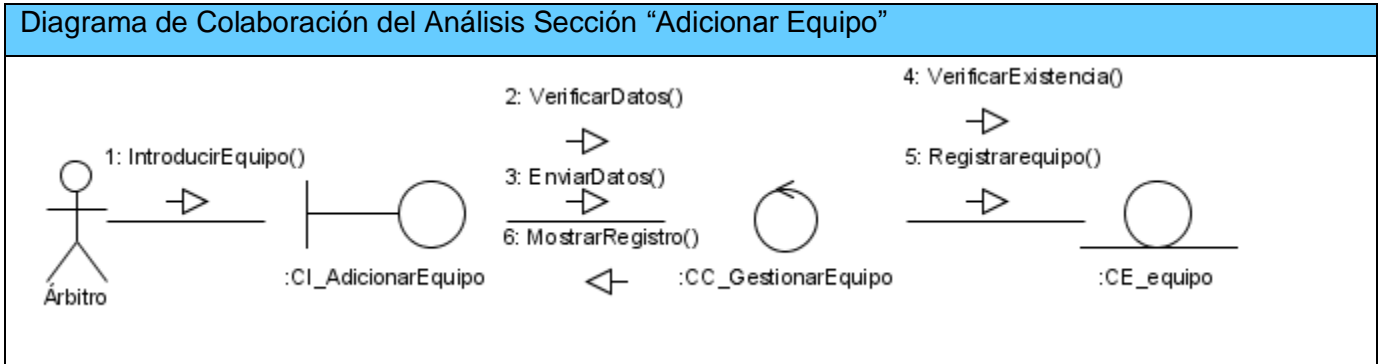 Diagrama de Colaboración del Análisis Sección “Adicionar Equipo”
1: IntroducirEquipo()
2: VerificarDatos()
3: EnviarDatos()
6: MostrarRegistro()
4: VerificarExistencia()
5: Registrarequipo()
Árbitro
:CI_AdicionarEquipo
:CC_GestionarEquipo
:CE_equipo